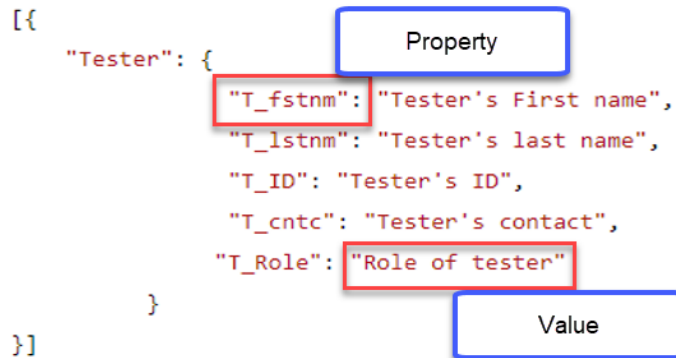 [{
Property
"Tester": {
"T_fstnm": "Tester's First name",
"T_lstnm": "Tester's last name",
"T_ID": "Tester's ID",
"T_cntc": "Tester's contact",
"T_Role": "Role of tester"
}
Value
}]